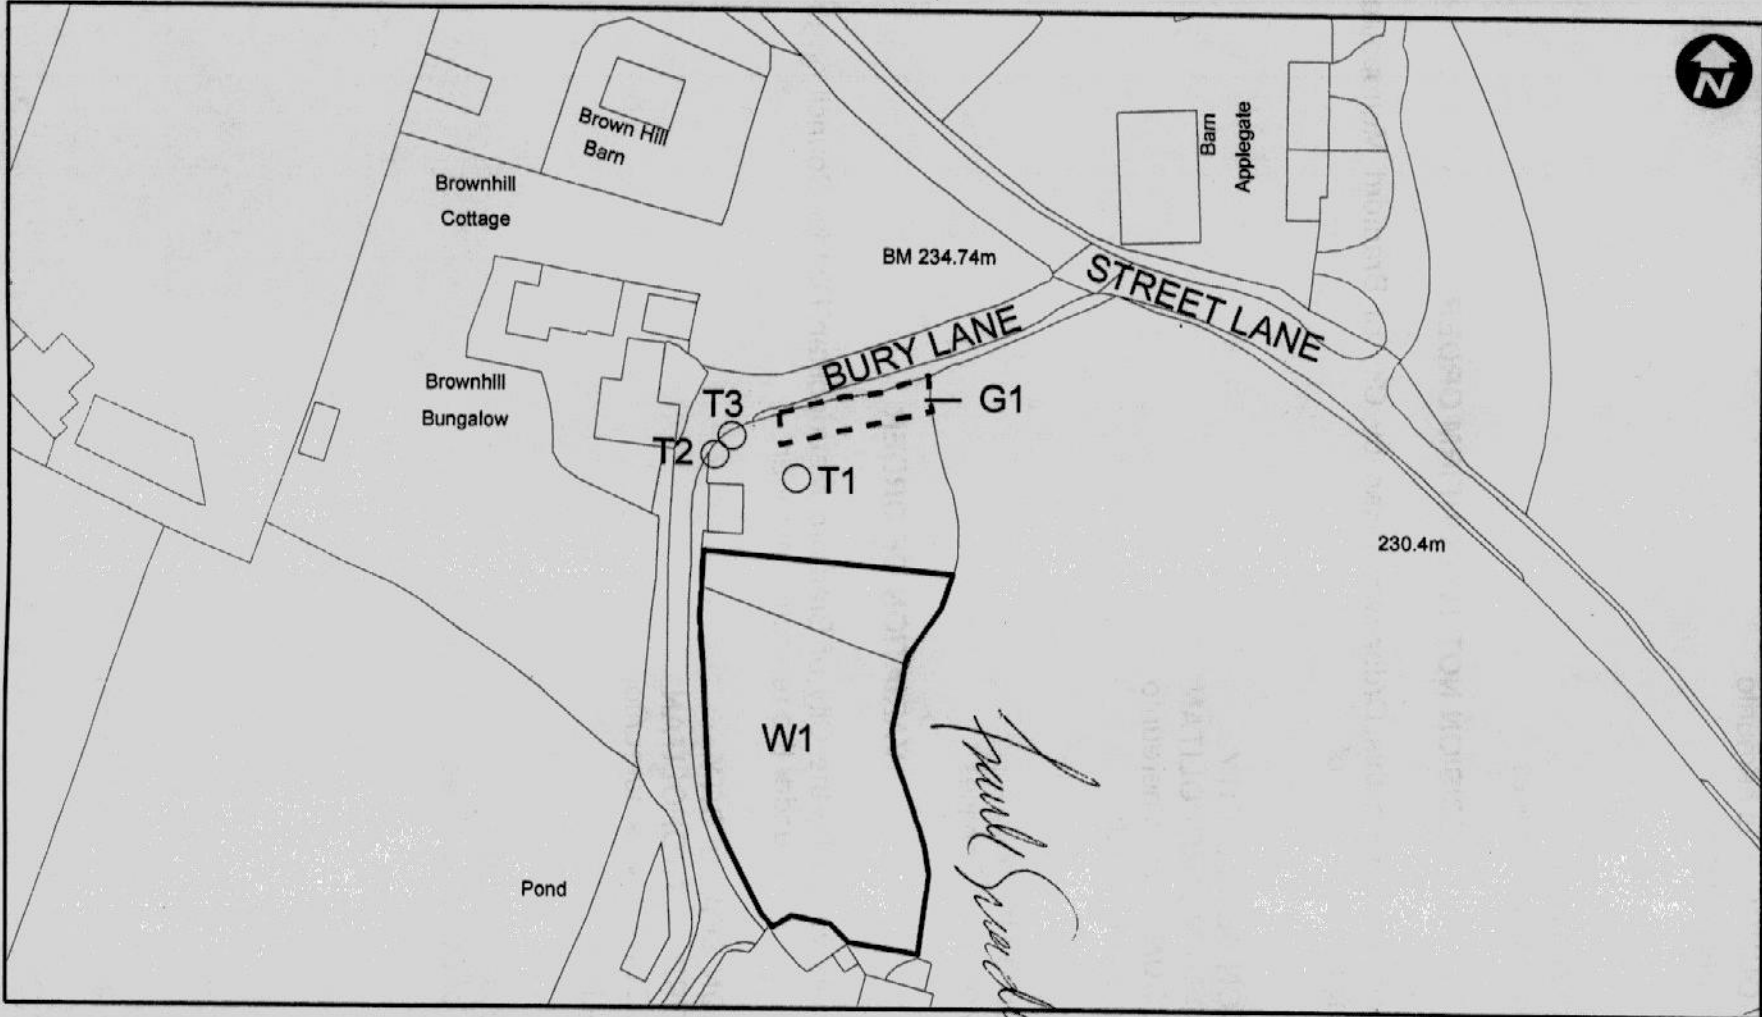 N
Brown Hill
Barn
Brownhill
Cottage
Barn
Applegate
BM 234.74m
STREET LANE
BURY LANE
Brownhill
Bungalow
T3
G1
T2
T1
230.4m
W1
Pond